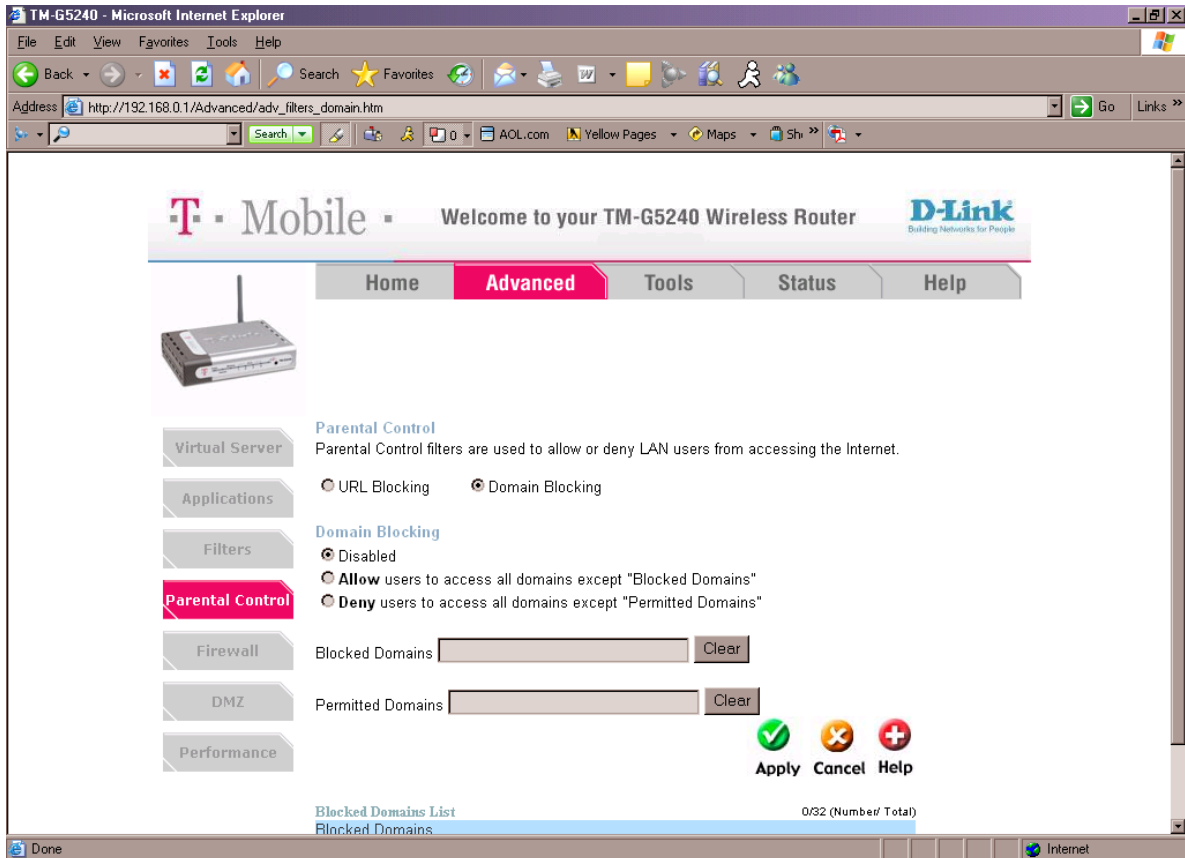 TM-G5240 - Microsoft Internet Explorer
File Edit View Favorites Tools Help
Back Search Favorites
Address http://192.168.0.1/Advanced/adv_filters_domain.htm Go Links »
Search 0 AOL.com Yellow Pages Maps Sh »
T · Mobile · Welcome to your TM-G5240 Wireless Router D-Link
Building Networks for People
Home Advanced Tools Status Help
Virtual Server
Applications
Filters
Parental Control
Firewall
DMZ
Performance
Parental Control
Parental Control filters are used to allow or deny LAN users from accessing the Internet.
URL Blocking Domain Blocking
Domain Blocking
Disabled
Allow users to access all domains except "Blocked Domains"
Deny users to access all domains except "Permitted Domains"
Blocked Domains Clear
Permitted Domains Clear
Apply Cancel Help
Blocked Domains List 0/32 (Number/ Total)
Blocked Domains
Done Internet